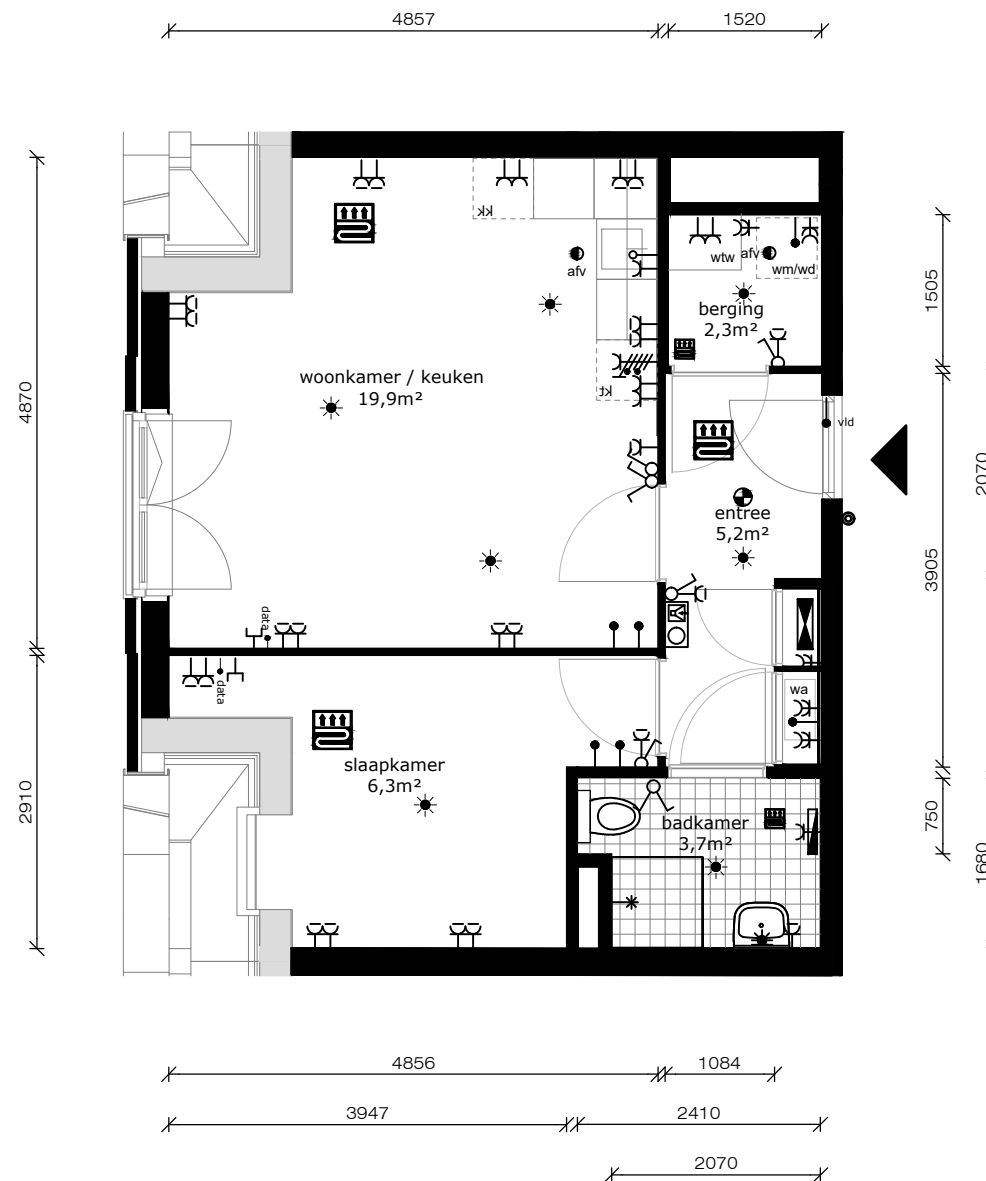 4857
1520
kk
afv
wtw
afv
wm/wd
berging
2,3m²
1505
woonkamer / keuken
19,9m²
kt
4870
vld
2070
entree
5,2m²
3905
data
data
wa
slaapkamer
6,3m²
2910
badkamer
3,7m²
750
1680
4856
1084
3947
2410
2070